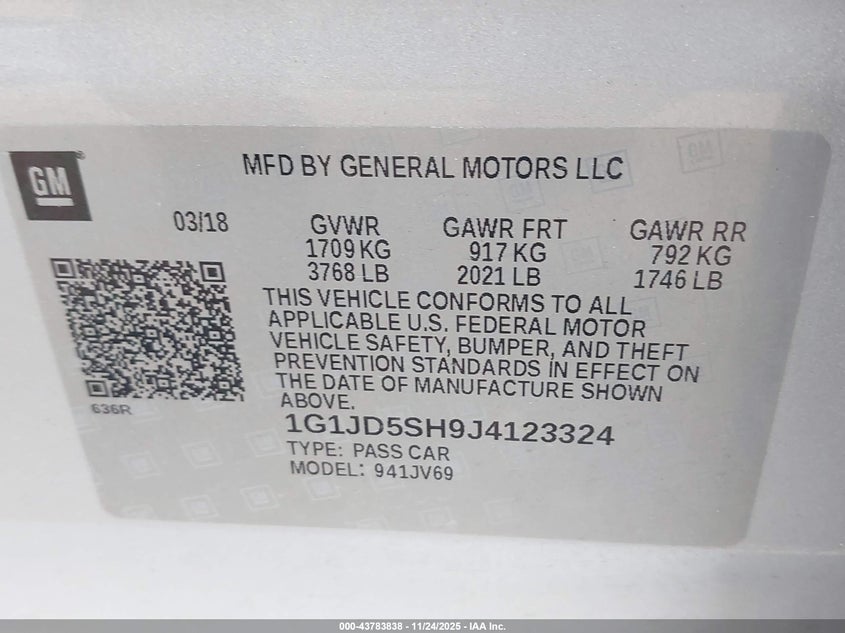 GM
MFD BY GENERAL MOTORS LLC
03/18
GVWR
1709 KG
3768 LB
GAWR FRT
917 KG
2021 LB
GAWR RR
792 KG
1746 LB
THIS VEHICLE CONFORMS TO ALL
APPLICABLE U.S. FEDERAL MOTOR
VEHICLE SAFETY, BUMPER, AND THEFT
PREVENTION STANDARDS IN EFFECT ON
THE DATE OF MANUFACTURE SHOWN
ABOVE.
636R
1G1JD5SH9J4123324
TYPE: PASS CAR
MODEL: 941JV69
000-43783838 - 11/24/2025 - IAA Inc.